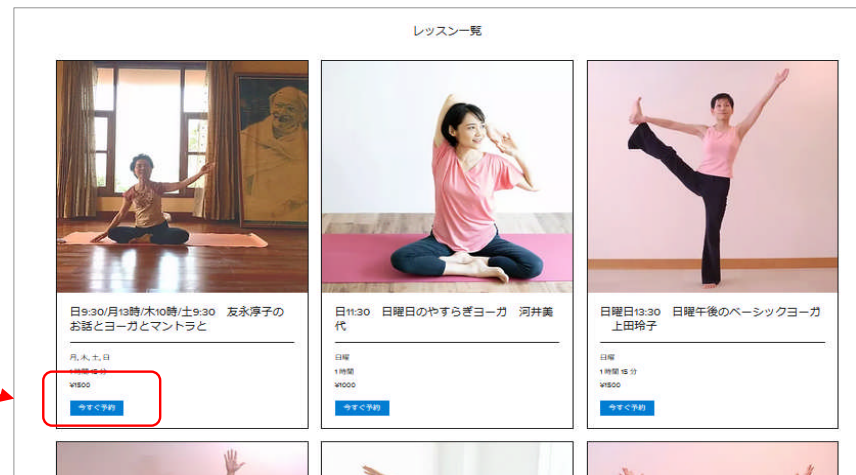 レッスン一覧
日9:30/月13時/木10時/土9:30　友永淳子の
お話とヨーガとマントラと
月, 木, 土, 日
1 時間 15 分
¥1500
今すぐ予約
日11:30　日曜日のやすらぎヨーガ　河井美
代
日曜
1 時間
¥1000
今すぐ予約
日曜日13:30　日曜午後のベーシックヨーガ
上田玲子
日曜
1 時間 15 分
¥1500
今すぐ予約